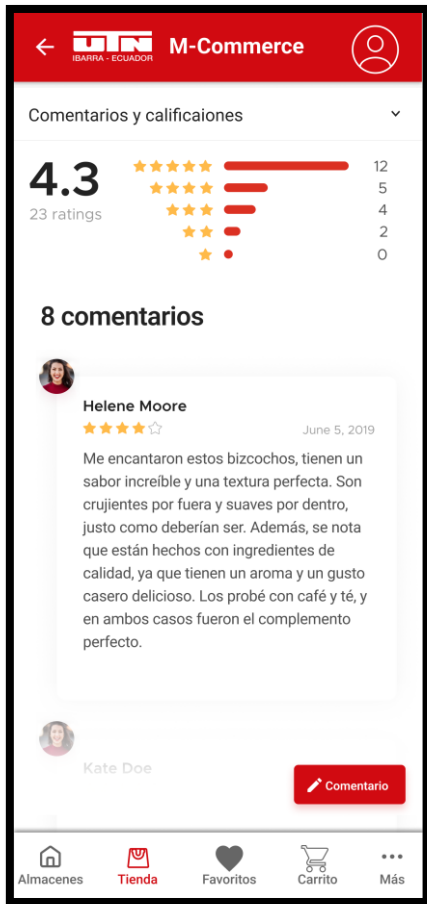 UTN
IBARRA - ECUADOR
M-Commerce
Comentarios y calificaiones
4.3
23 ratings
12
5
4
2
0
8 comentarios
Helene Moore
June 5, 2019
Me encantaron estos bizcochos, tienen un
sabor increíble y una textura perfecta. Son
crujientes por fuera y suaves por dentro,
justo como deberían ser. Además, se nota
que están hechos con ingredientes de
calidad, ya que tienen un aroma y un gusto
casero delicioso. Los probé con café y té, y
en ambos casos fueron el complemento
perfecto.
Kate Doe
Comentario
Almacenes
Tienda
Favoritos
Carrito
Más